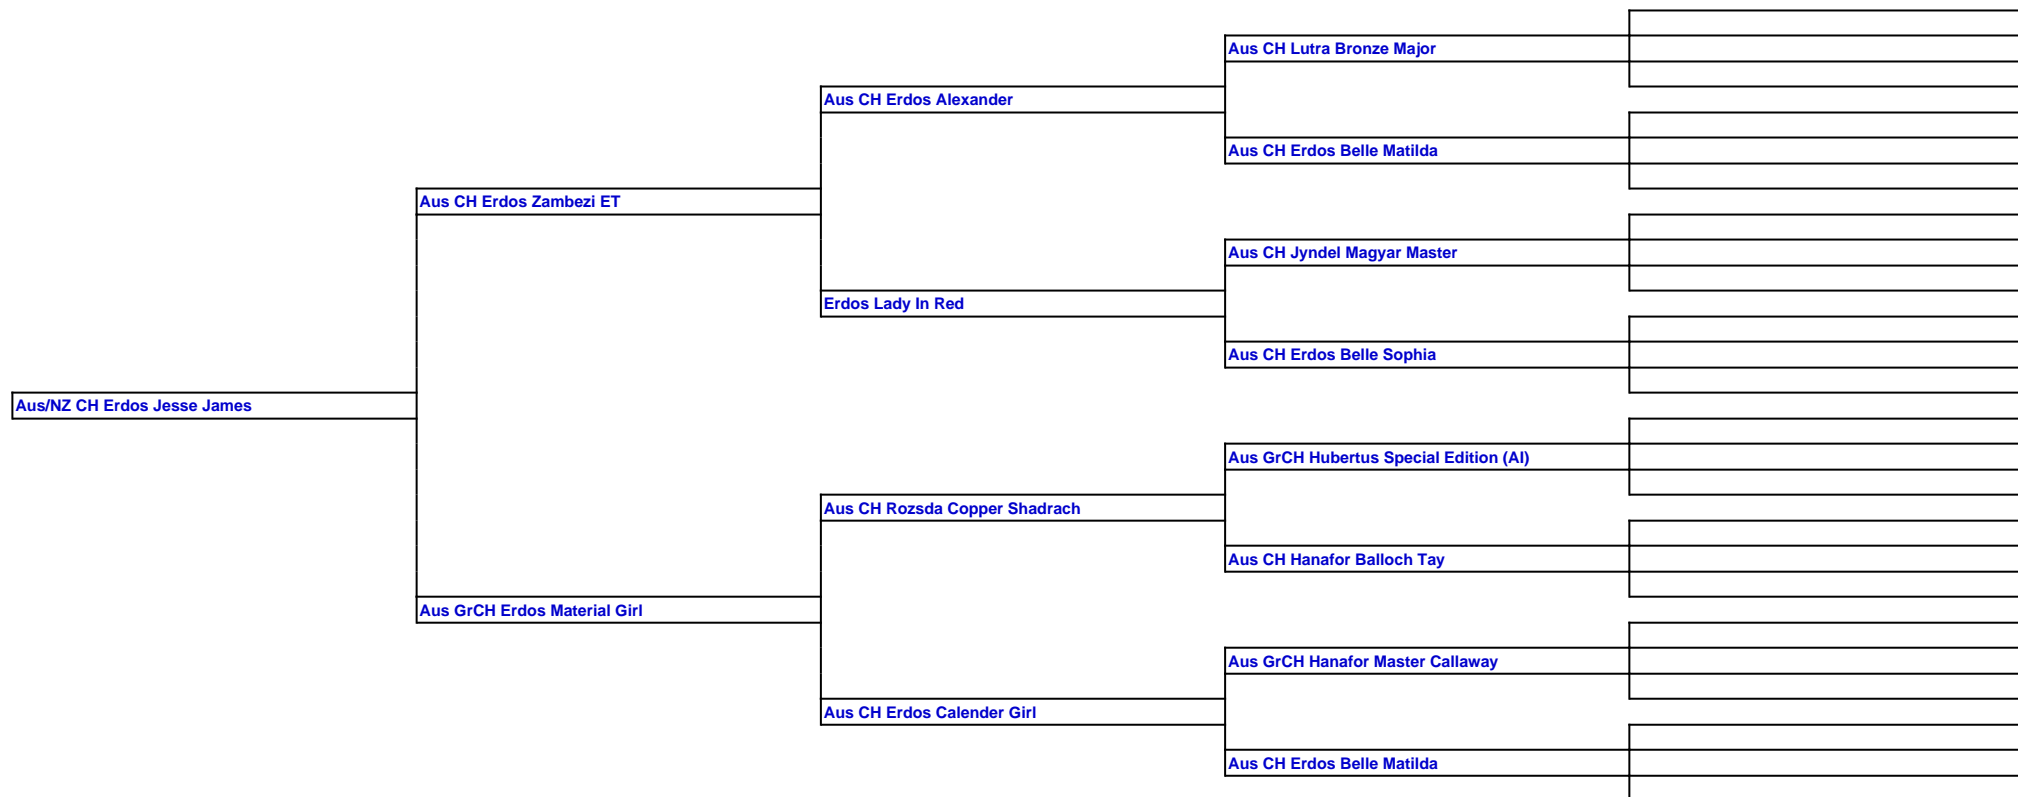 Aus CH Lutra Bronze Major
Aus CH Erdos Alexander
Aus CH Erdos Belle Matilda
Aus CH Erdos Zambezi ET
Aus CH Jyndel Magyar Master
Erdos Lady In Red
Aus CH Erdos Belle Sophia
Aus/NZ CH Erdos Jesse James
Aus GrCH Hubertus Special Edition (AI)
Aus CH Rozsda Copper Shadrach
Aus CH Hanafor Balloch Tay
Aus GrCH Erdos Material Girl
Aus GrCH Hanafor Master Callaway
Aus CH Erdos Calender Girl
Aus CH Erdos Belle Matilda